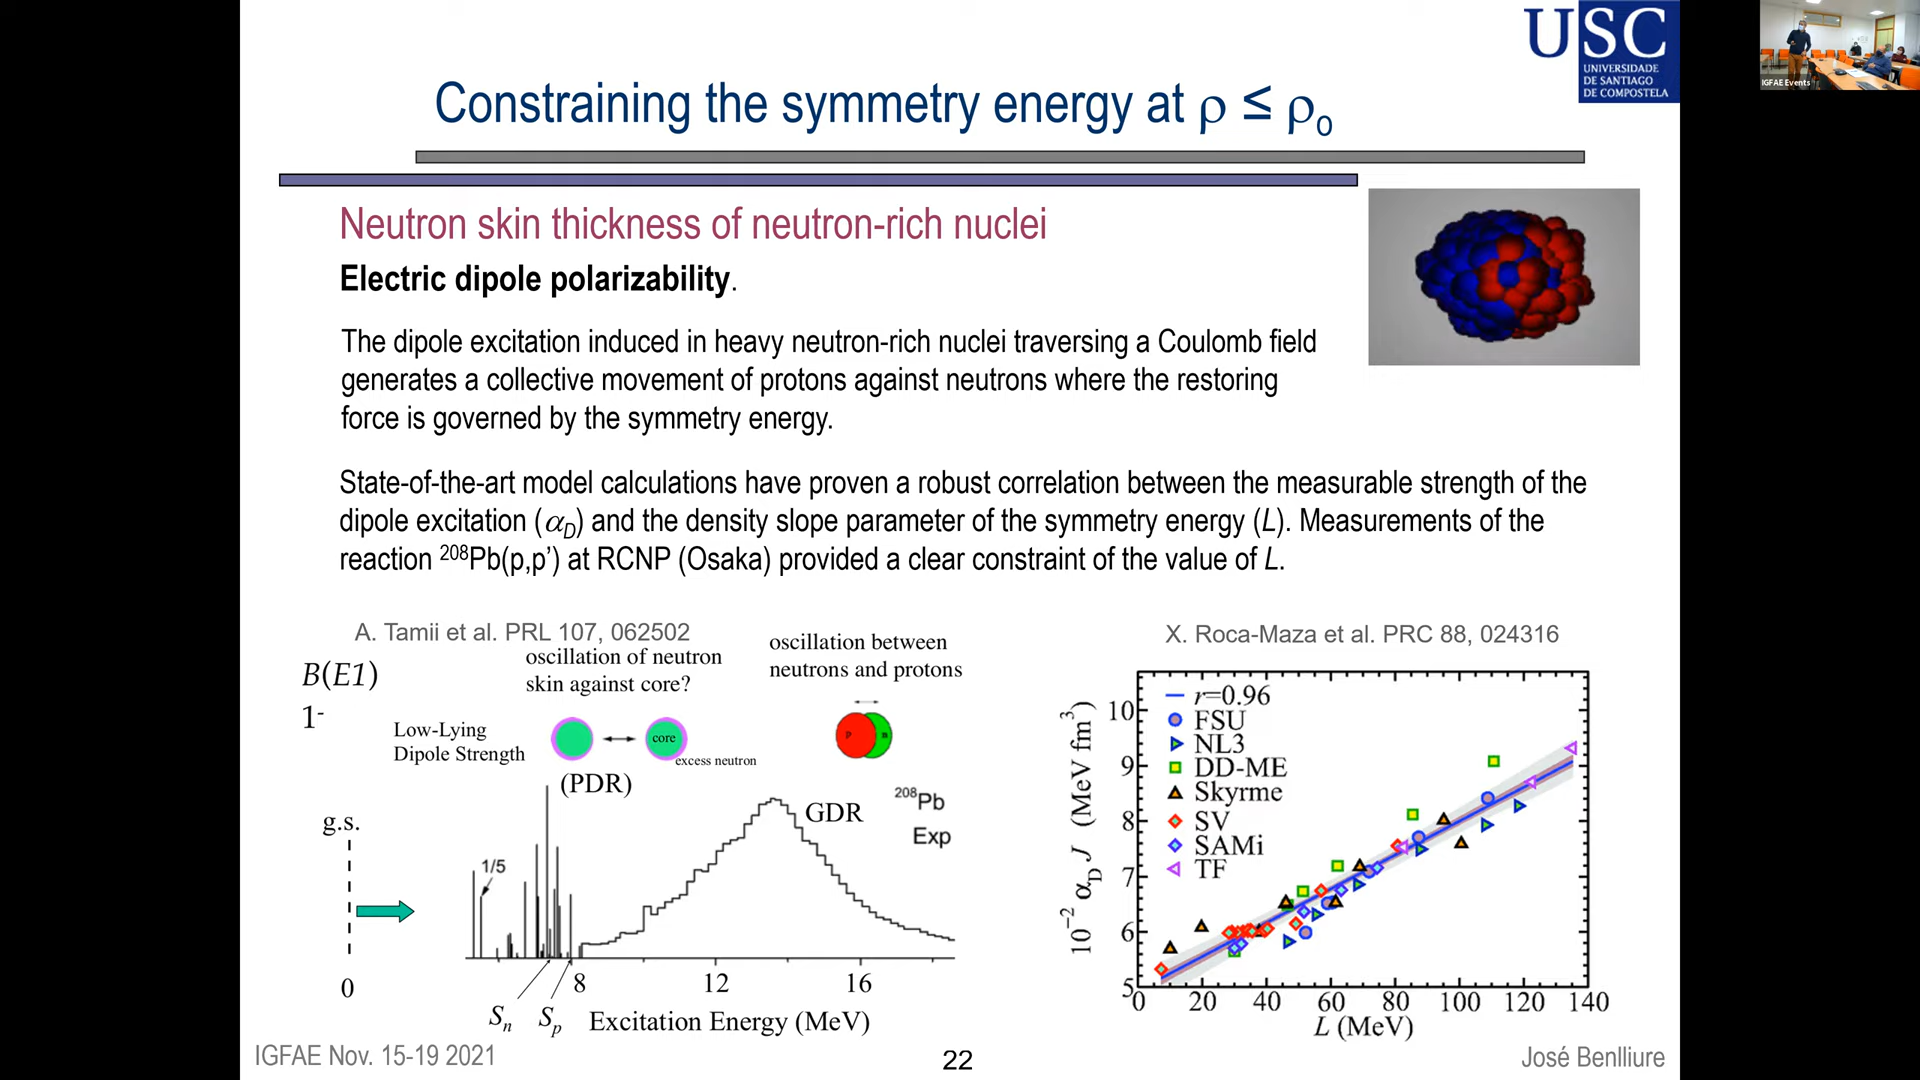 USC
UNIVERSIDADE
DE SANTIAGO
DE COMPOSTELA
IGFAE Events
Constraining the symmetry energy at ρ ≤ ρ₀
Neutron skin thickness of neutron-rich nuclei
Electric dipole polarizability.
The dipole excitation induced in heavy neutron-rich nuclei traversing a Coulomb field
generates a collective movement of protons against neutrons where the restoring
force is governed by the symmetry energy.
State-of-the-art model calculations have proven a robust correlation between the measurable strength of the
dipole excitation (α_D) and the density slope parameter of the symmetry energy (L). Measurements of the
reaction ²⁰⁸Pb(p,p’) at RCNP (Osaka) provided a clear constraint of the value of L.
A. Tamii et al. PRL 107, 062502
B(E1)
1⁻
oscillation of neutron
skin against core?
oscillation between
neutrons and protons
Low-Lying
Dipole Strength
core
excess neutron
(PDR)
p
n
g.s.
1/5
GDR
²⁰⁸Pb
Exp
0
8
12
16
Sₙ
Sₚ
Excitation Energy (MeV)
X. Roca-Maza et al. PRC 88, 024316
r=0.96
FSU
NL3
DD-ME
Skyrme
SV
SAMi
TF
10⁻² α_D J (MeV fm³)
10
9
8
7
6
5
0 20 40 60 80 100 120 140
L (MeV)
IGFAE Nov. 15-19 2021
22
José Benlliure